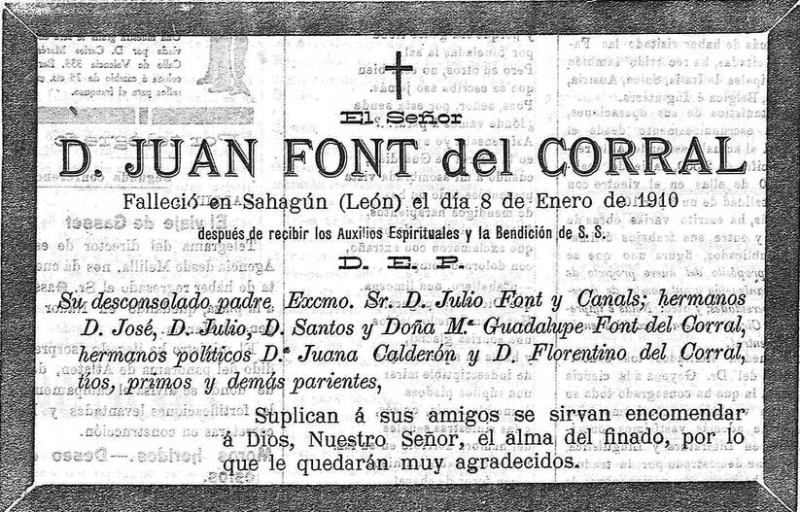 El Señor
D. JUAN FONT del CORRAL
Falleció en Sahagún (León) el día 8 de Enero de 1910
después de recibir los Auxilios Espirituales y la Bendición de S. S.
D. E. P.
Su desconsolado padre Excmo. Sr. D. Julio Font y Canals; hermanos
D. José, D. Julio, D. Santos y Doña M.ª Guadalupe Font del Corral,
hermanos políticos D.ª Juana Calderón y D. Florentino del Corral,
tíos, primos y demás parientes,
Suplican á sus amigos se sirvan encomendar
á Dios, Nuestro Señor, el alma del finado, por lo
que le quedarán muy agradecidos.